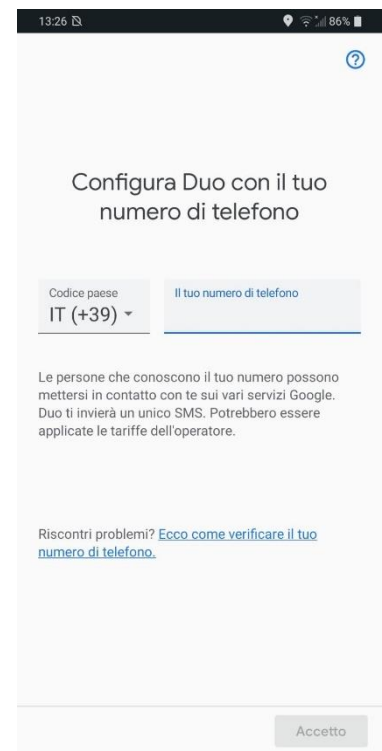 13:26
86%
Configura Duo con il tuo
numero di telefono
Codice paese
Il tuo numero di telefono
IT (+39)
Le persone che conoscono il tuo numero possono
mettersi in contatto con te sui vari servizi Google.
Duo ti invierà un unico SMS. Potrebbero essere
applicate le tariffe dell'operatore.
Riscontri problemi? Ecco come verificare il tuo
numero di telefono.
Accetto